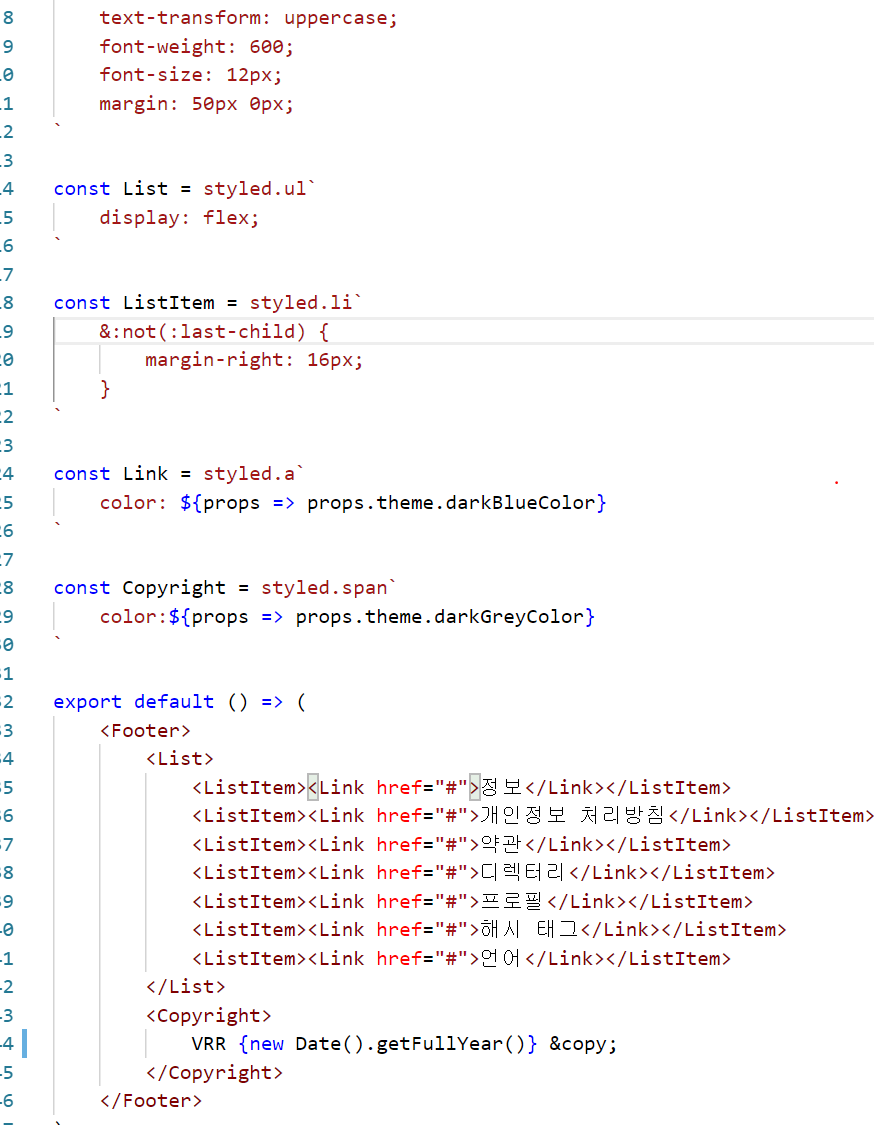 8        text-transform: uppercase;
9        font-weight: 600;
0        font-size: 12px;
1        margin: 50px 0px;
2    `
3
4    const List = styled.ul`
5        display: flex;
6    `
7
8    const ListItem = styled.li`
9        &:not(:last-child) {
0            margin-right: 16px;
1        }
2    `
3
4    const Link = styled.a`
5        color: ${props => props.theme.darkBlueColor}
6    `
7
8    const Copyright = styled.span`
9        color:${props => props.theme.darkGreyColor}
0    `
1
2    export default () => (
3        <Footer>
4            <List>
5                <ListItem><Link href="#">정보</Link></ListItem>
6                <ListItem><Link href="#">개인정보 처리방침</Link></ListItem>
7                <ListItem><Link href="#">약관</Link></ListItem>
8                <ListItem><Link href="#">디렉터리</Link></ListItem>
9                <ListItem><Link href="#">프로필</Link></ListItem>
0                <ListItem><Link href="#">해시 태그</Link></ListItem>
1                <ListItem><Link href="#">언어</Link></ListItem>
2            </List>
3            <Copyright>
4                VRR {new Date().getFullYear()} &copy;
5            </Copyright>
6        </Footer>